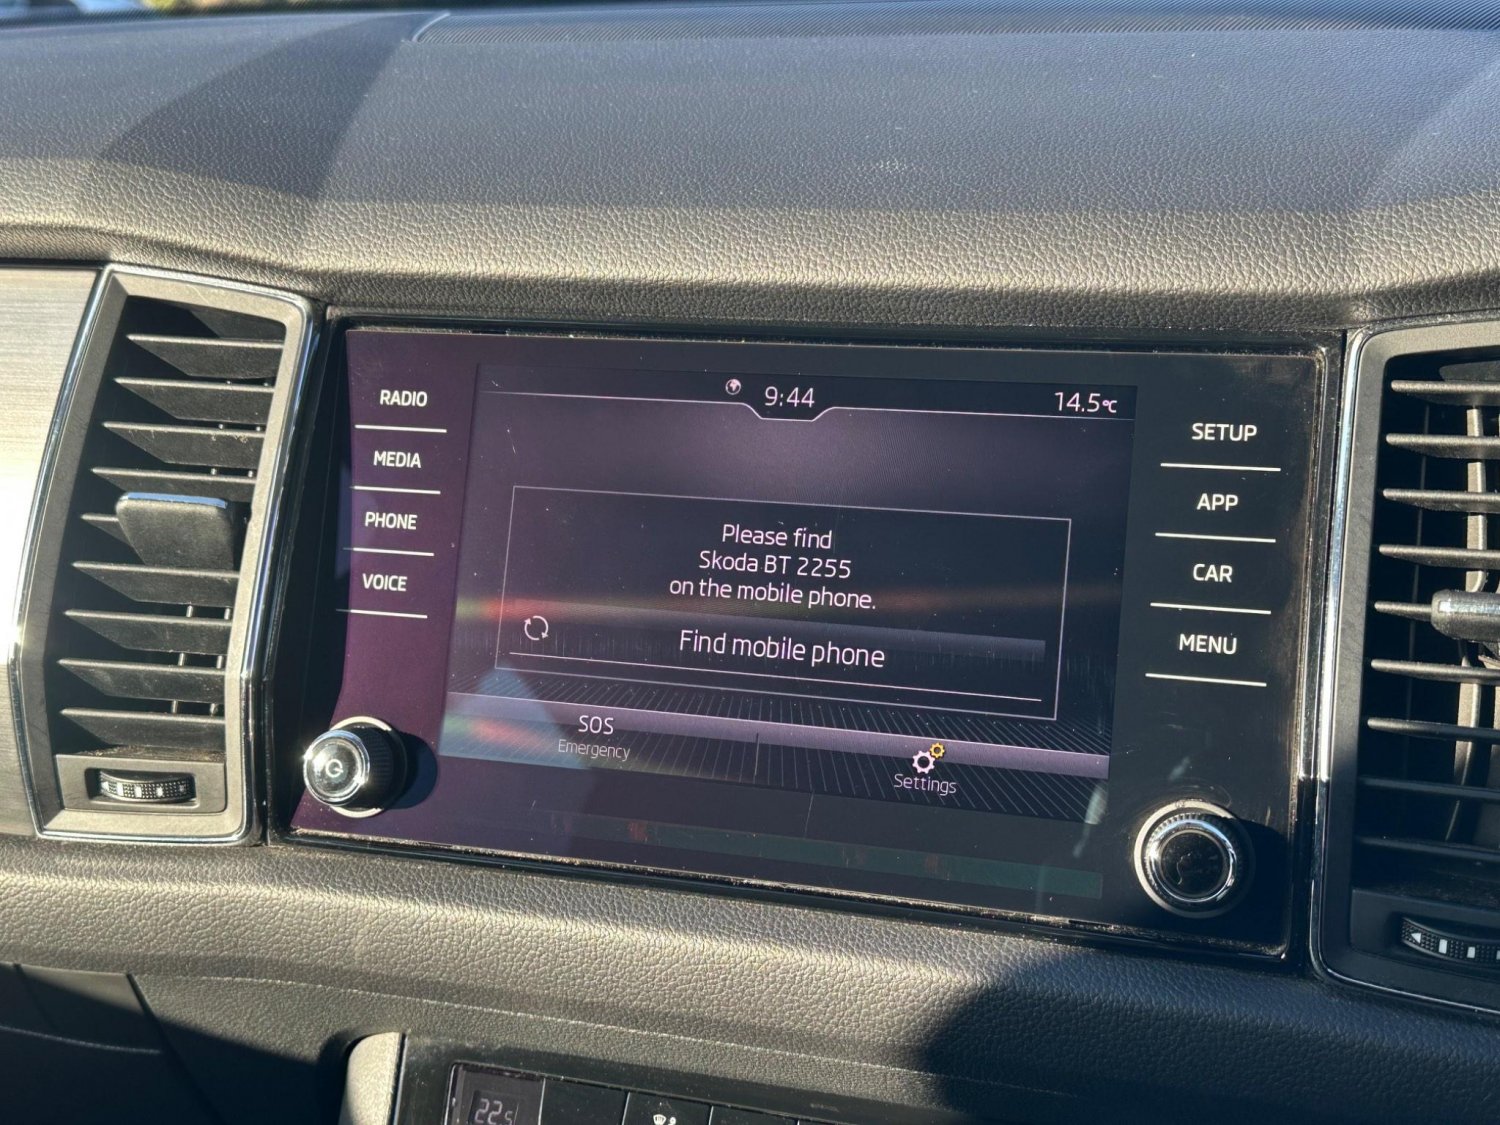 RADIO
MEDIA
PHONE
VOICE
9:44
14.5°C
Please find
Skoda BT 2255
on the mobile phone.
Find mobile phone
SOS
Emergency
Settings
SETUP
APP
CAR
MENU
22.5